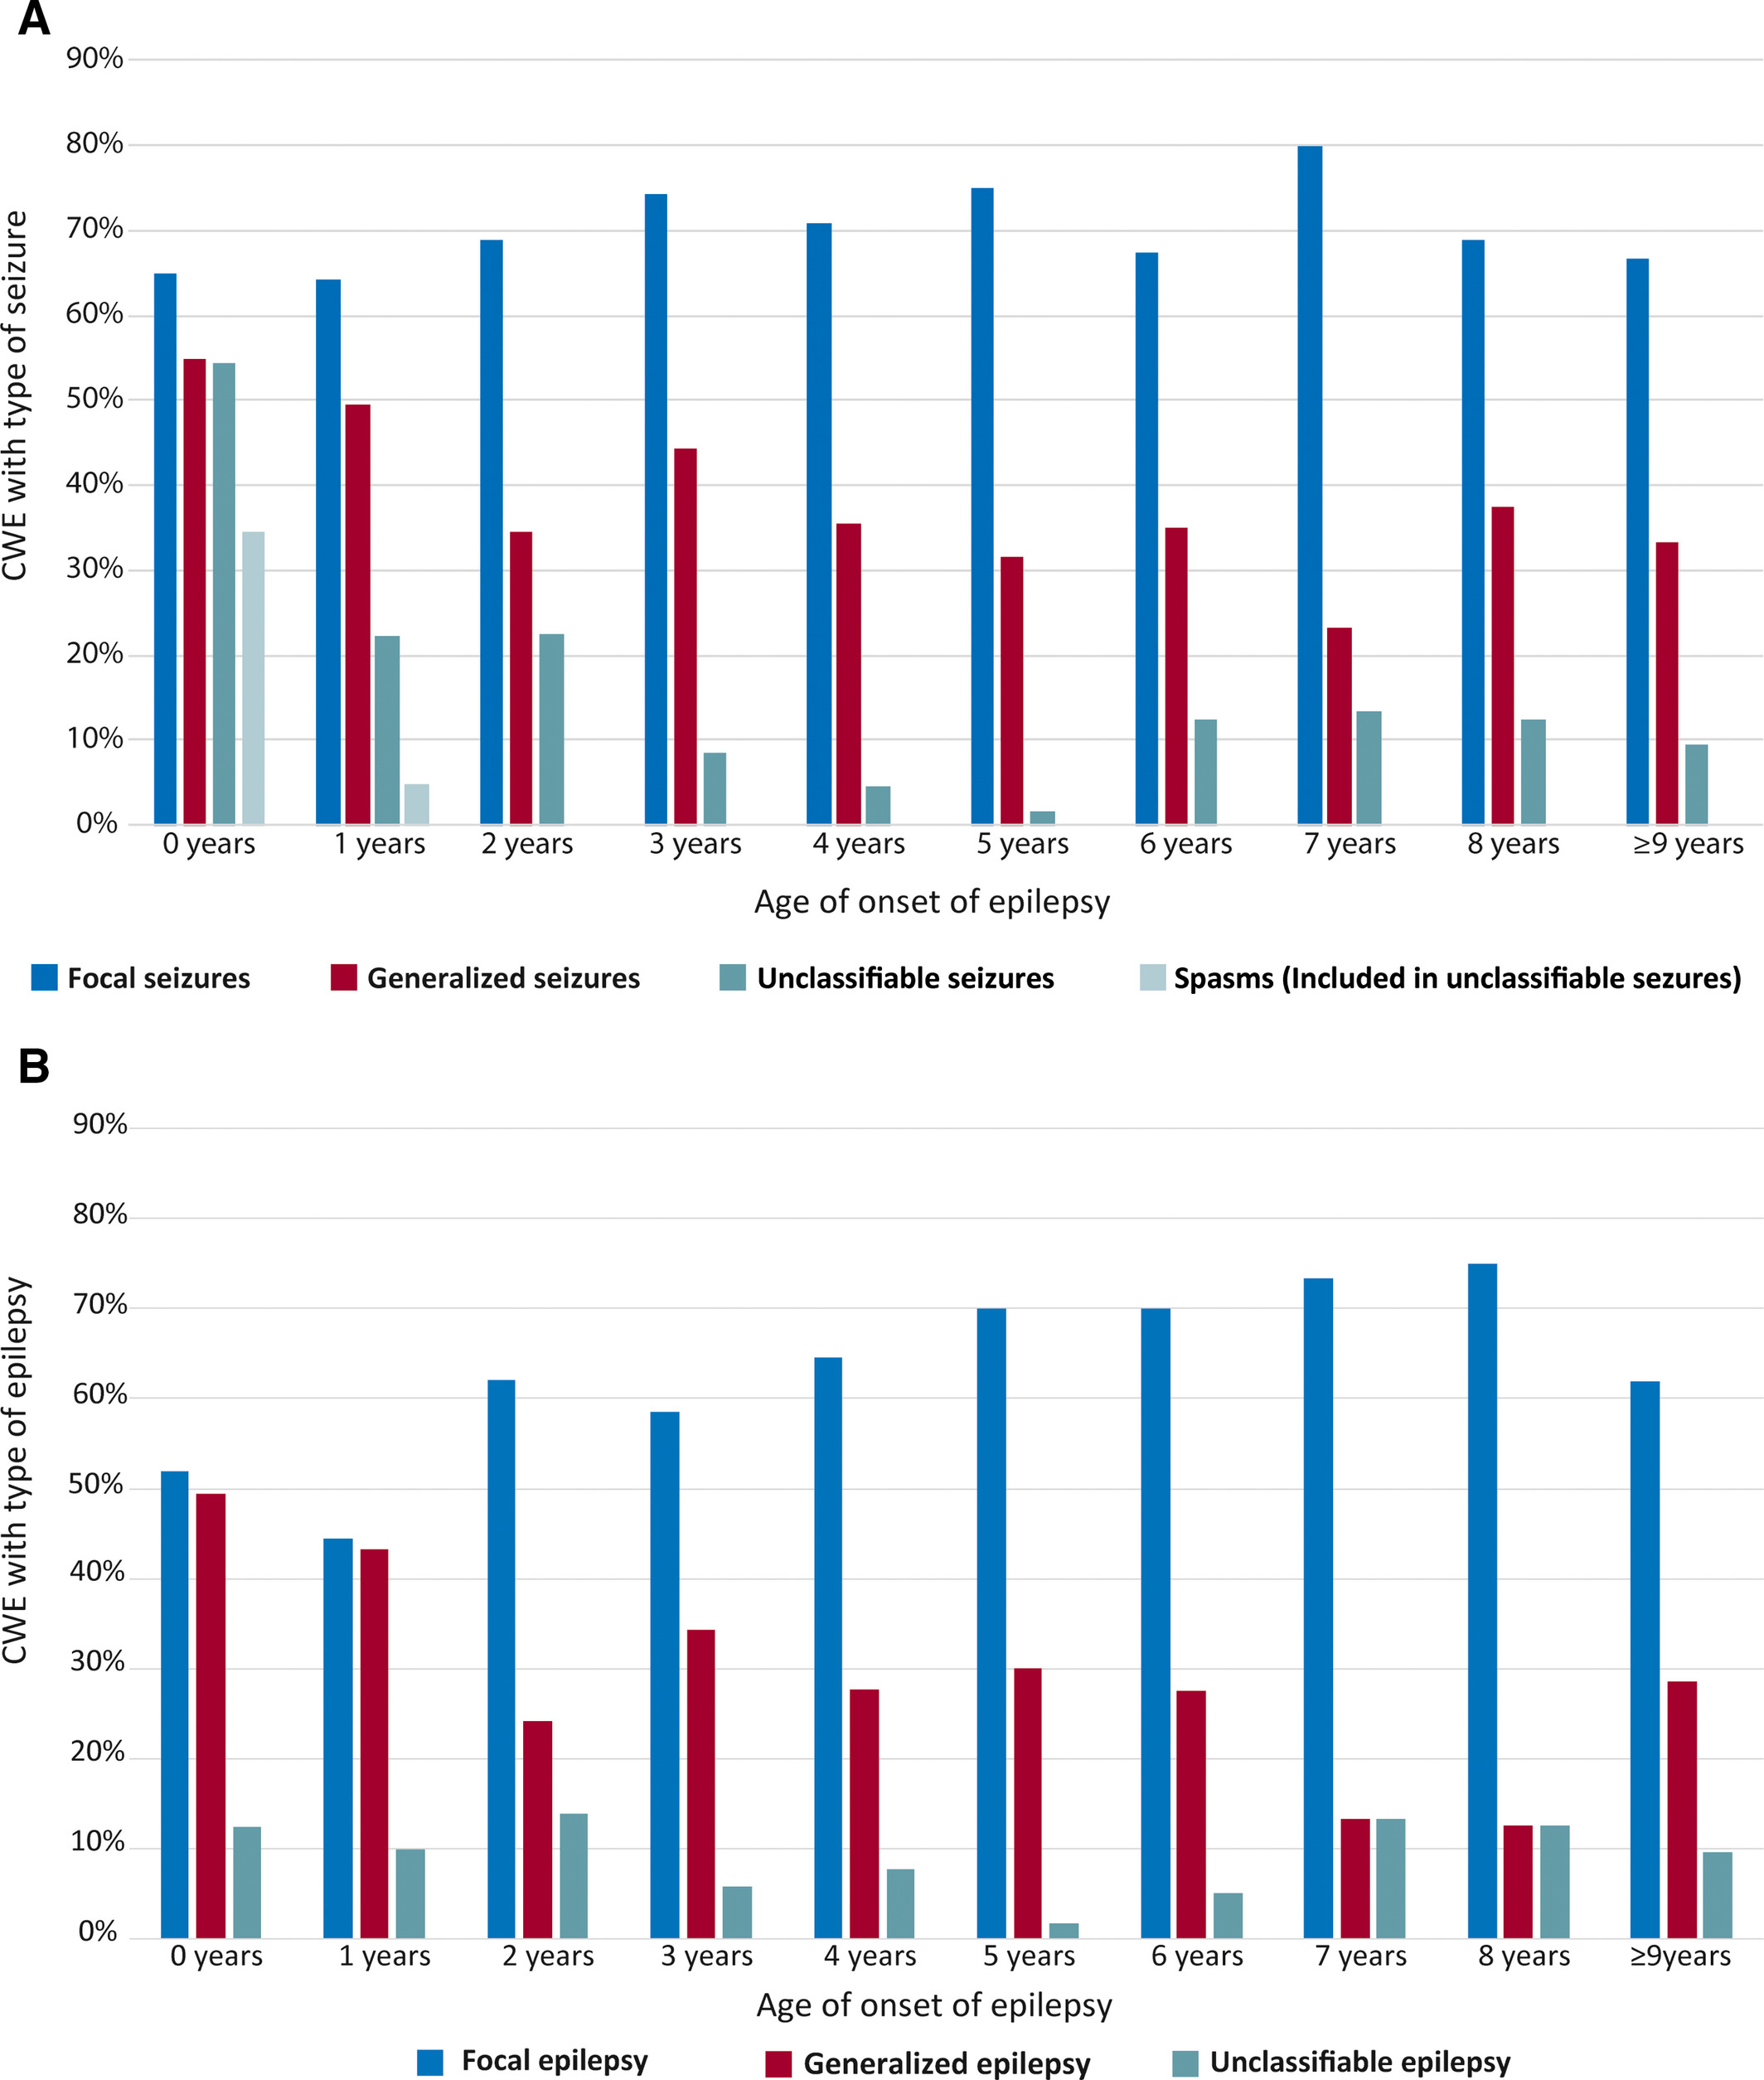 A
90%
80%
70%
60%
50%
40%
30%
20%
10%
0%
CWE with type of seizure
0 years 1 years 2 years 3 years 4 years 5 years 6 years 7 years 8 years ≥9 years
Age of onset of epilepsy
Focal seizures Generalized seizures Unclassifiable seizures Spasms (Included in unclassifiable sezures)
B
90%
80%
70%
60%
50%
40%
30%
20%
10%
0%
CWE with type of epilepsy
0 years 1 years 2 years 3 years 4 years 5 years 6 years 7 years 8 years ≥9years
Age of onset of epilepsy
Focal epilepsy Generalized epilepsy Unclassifiable epilepsy